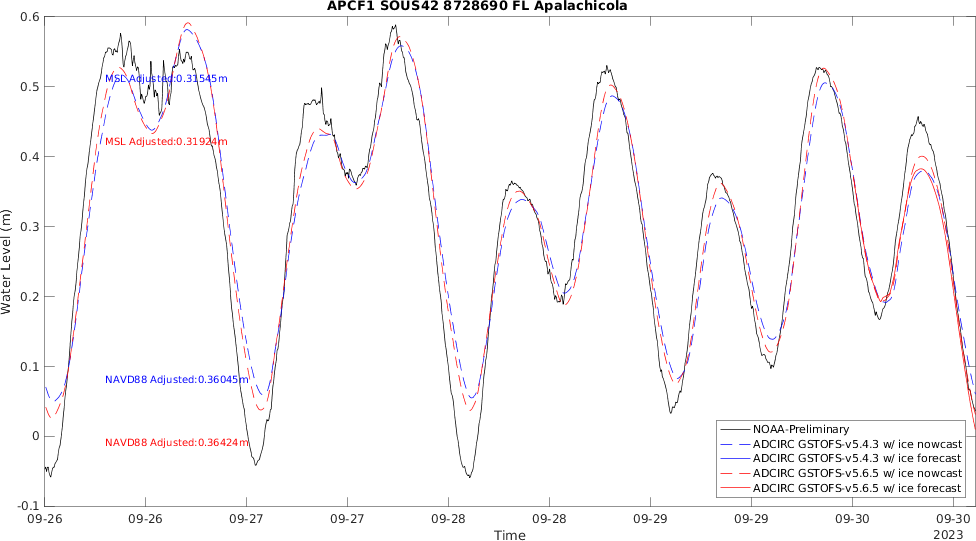 APCF1 SOUS42 8728690 FL Apalachicola
0.6
0.5
0.4
0.3
0.2
0.1
0
-0.1
Water Level (m)
MSL Adjusted:0.31545m
MSL Adjusted:0.31924m
NAVD88 Adjusted:0.36045m
NAVD88 Adjusted:0.36424m
NOAA-Preliminary
ADCIRC GSTOFS-v5.4.3 w/ ice nowcast
ADCIRC GSTOFS-v5.4.3 w/ ice forecast
ADCIRC GSTOFS-v5.6.5 w/ ice nowcast
ADCIRC GSTOFS-v5.6.5 w/ ice forecast
09-26 09-26 09-27 09-27 09-28 09-28 09-29 09-29 09-30 09-30
Time
2023